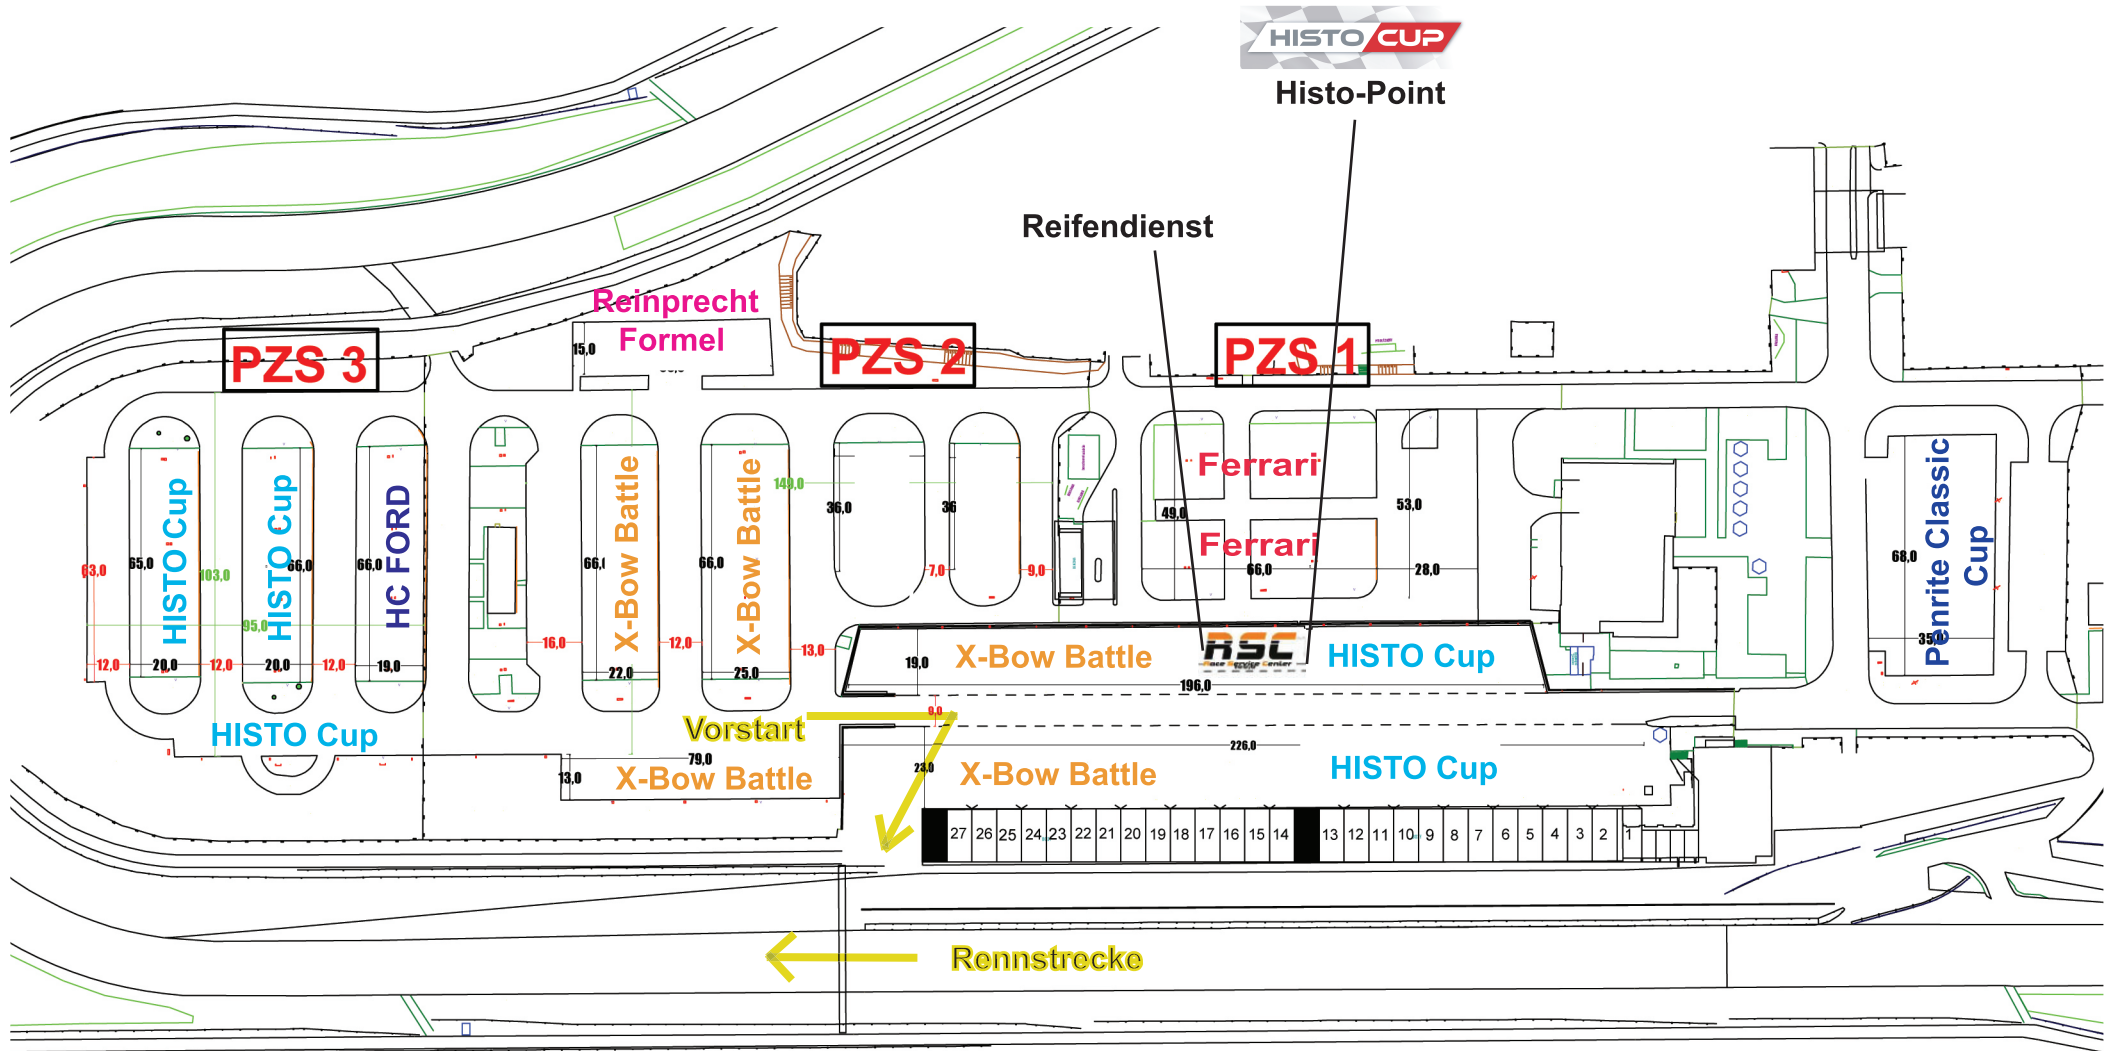 HISTO CUP
Histo-Point
Reifendienst
Reinprecht
Formel
PZS 3
PZS 2
PZS 1
15,0
HISTO Cup
HISTO Cup
HC FORD
X-Bow Battle
X-Bow Battle
Ferrari
Ferrari
Penrite Classic
Cup
149,0
36,0
36
49,0
53,0
68,0
63,0
65,0
103,0
66,0
66,0
66,0
66,0
7,0
9,0
66,0
28,0
95,0
16,0
12,0
13,0
35,0
12,0
20,0
12,0
20,0
12,0
19,0
22,0
25,0
19,0
X-Bow Battle
RSC
Race Service Center
HISTO Cup
196,0
9,0
HISTO Cup
Vorstart
79,0
13,0
X-Bow Battle
23,0
X-Bow Battle
226,0
HISTO Cup
27 26 25 24 23 22 21 20 19 18 17 16 15 14 13 12 11 10 9 8 7 6 5 4 3 2 1
Rennstrecke